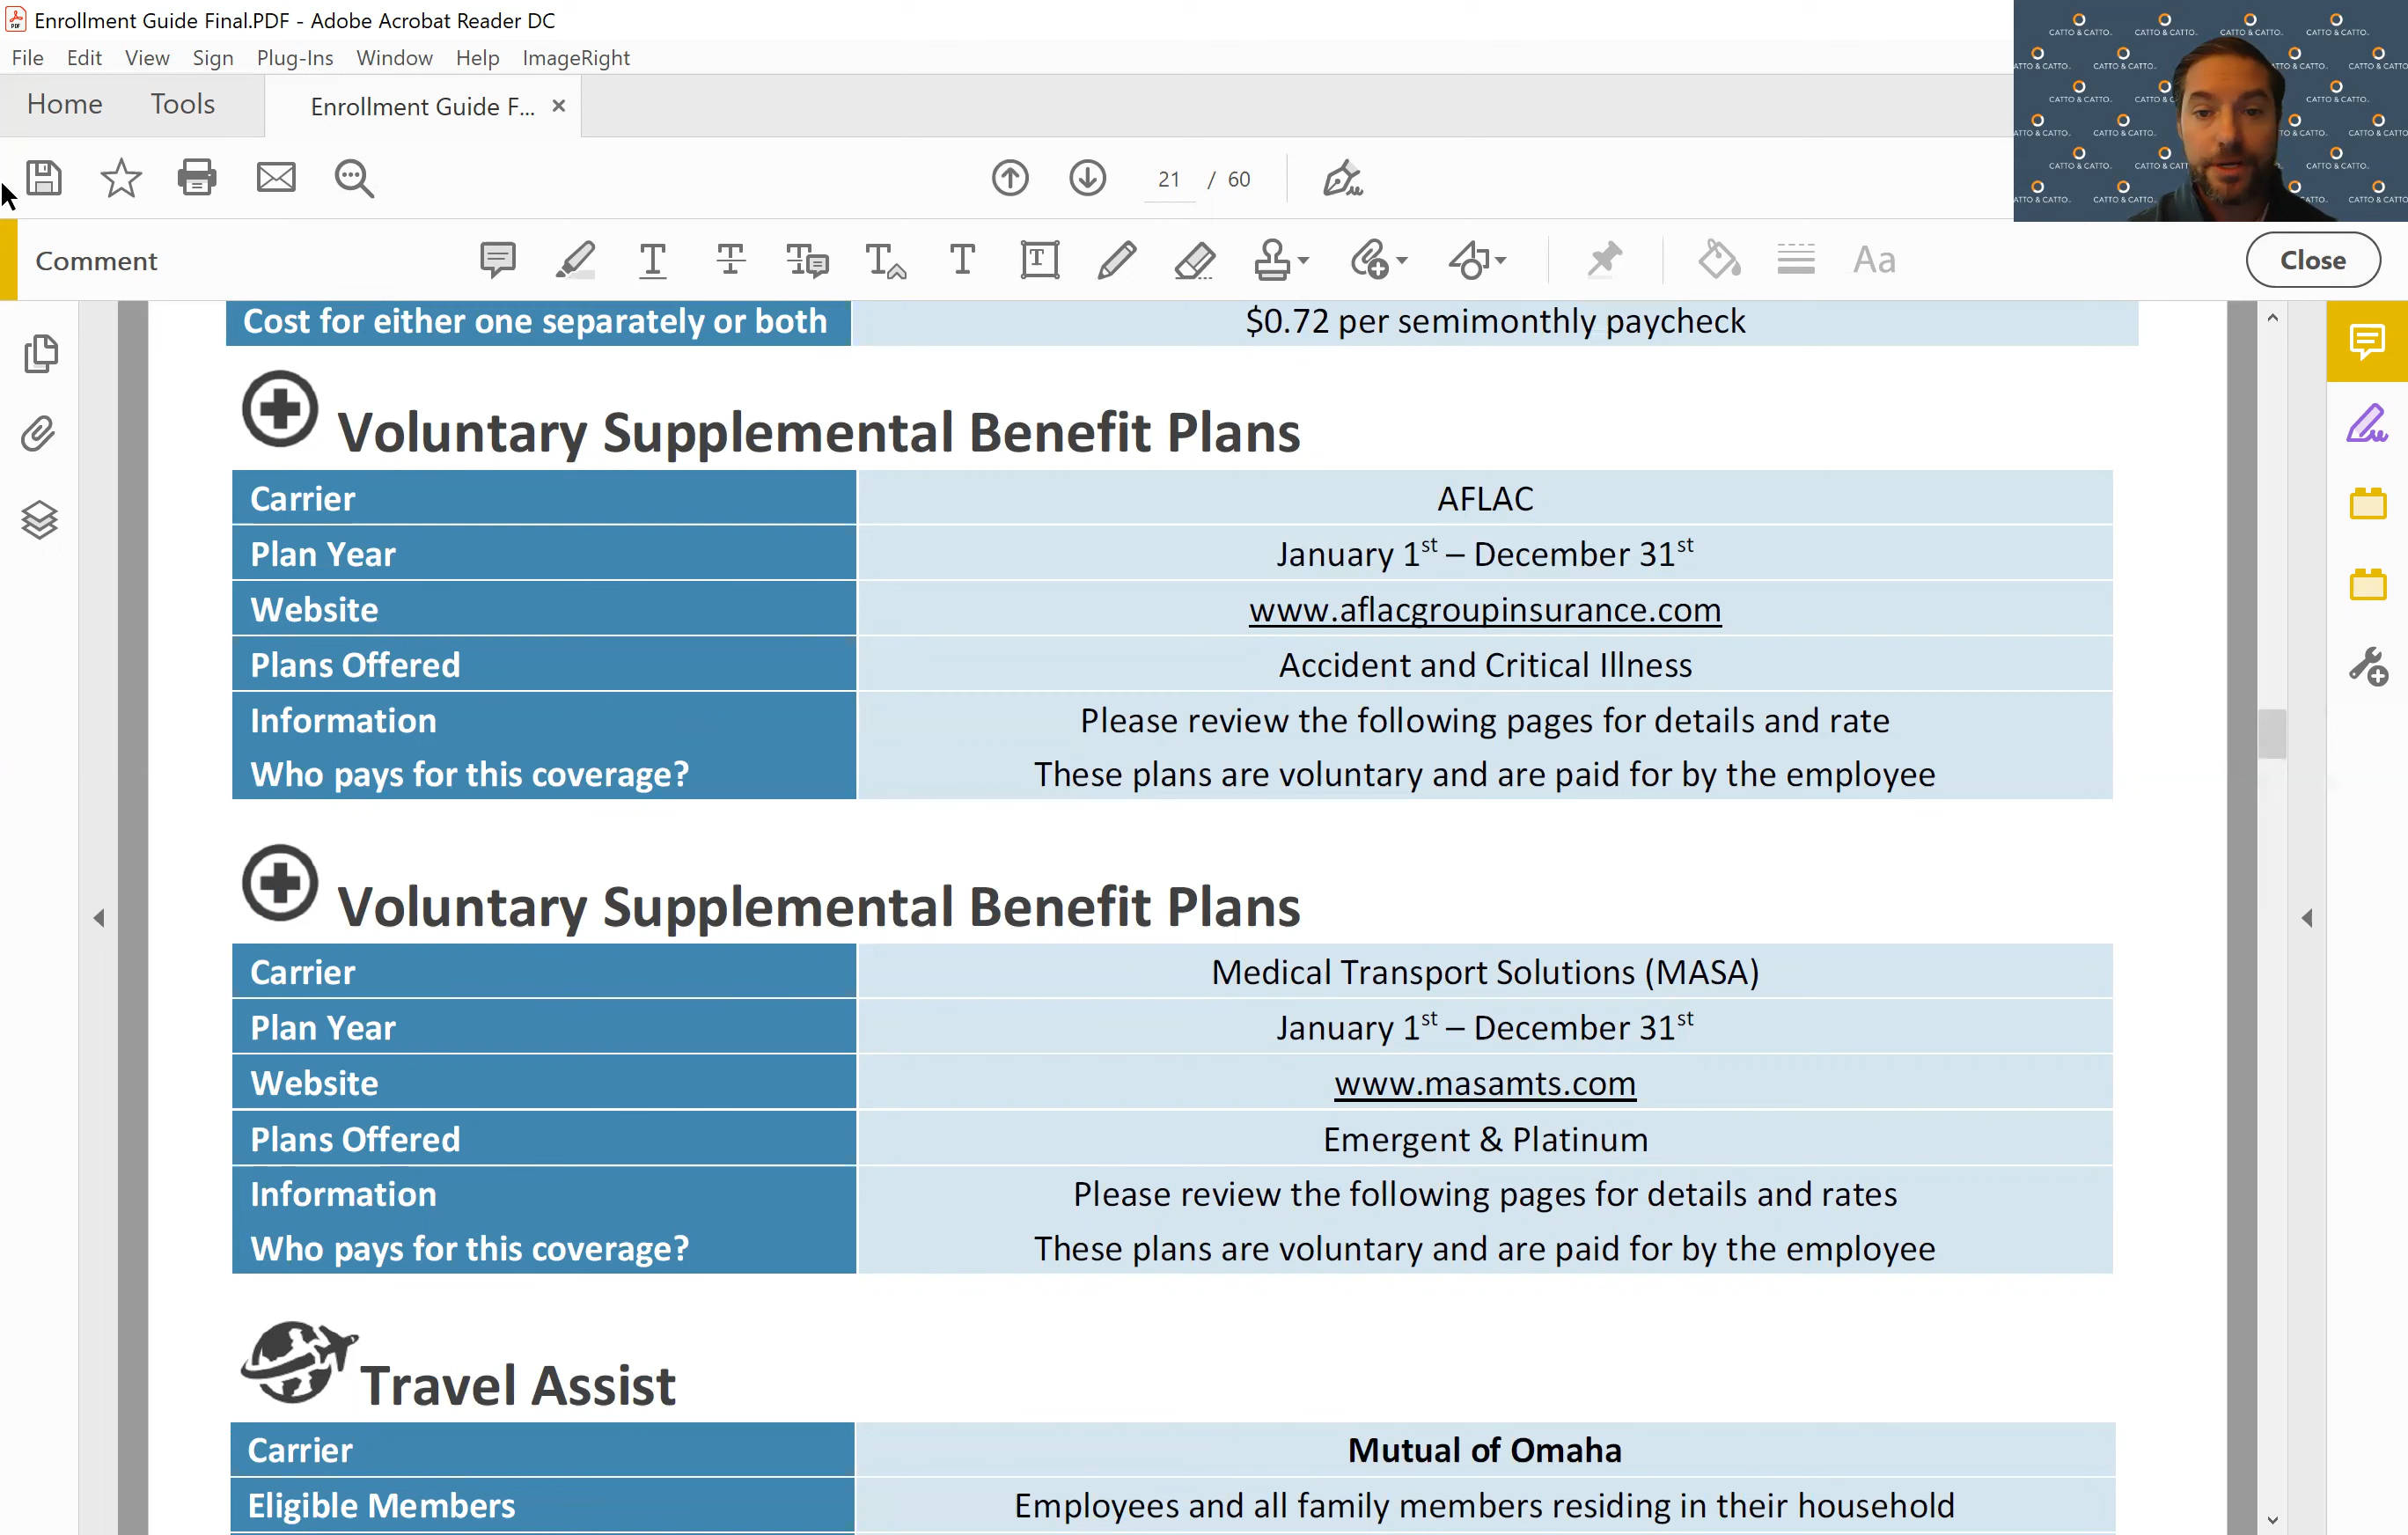 Enrollment Guide Final.PDF - Adobe Acrobat Reader DC
File Edit View Sign Plug-Ins Window Help ImageRight
Home Tools Enrollment Guide F... ×
21 / 60
Comment
Close
Cost for either one separately or both $0.72 per semimonthly paycheck
Voluntary Supplemental Benefit Plans
Carrier AFLAC
Plan Year January 1st – December 31st
Website www.aflacgroupinsurance.com
Plans Offered Accident and Critical Illness
Information Please review the following pages for details and rate
Who pays for this coverage? These plans are voluntary and are paid for by the employee
Voluntary Supplemental Benefit Plans
Carrier Medical Transport Solutions (MASA)
Plan Year January 1st – December 31st
Website www.masamts.com
Plans Offered Emergent & Platinum
Information Please review the following pages for details and rates
Who pays for this coverage? These plans are voluntary and are paid for by the employee
Travel Assist
Carrier Mutual of Omaha
Eligible Members Employees and all family members residing in their household
CATTO & CATTO